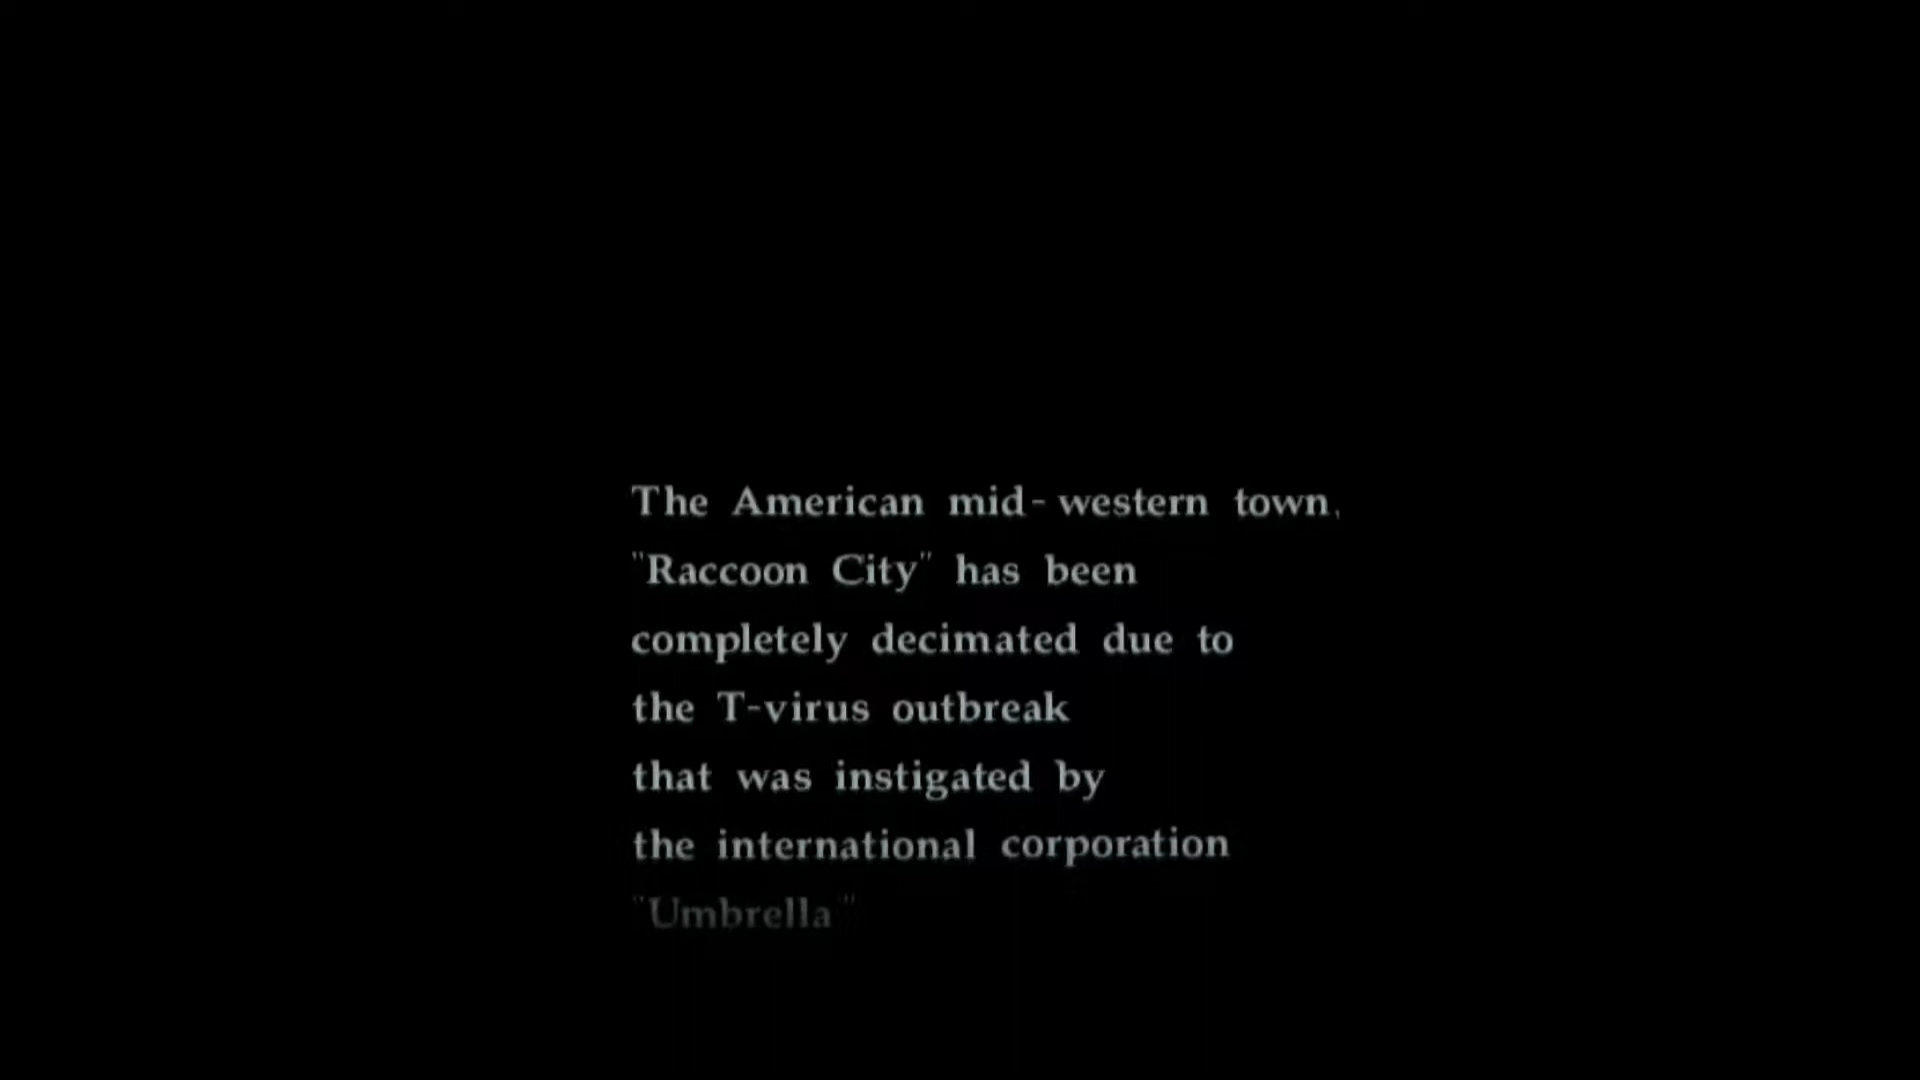 The American mid-western town,
"Raccoon City" has been
completely decimated due to
the T-virus outbreak
that was instigated by
the international corporation
"Umbrella"